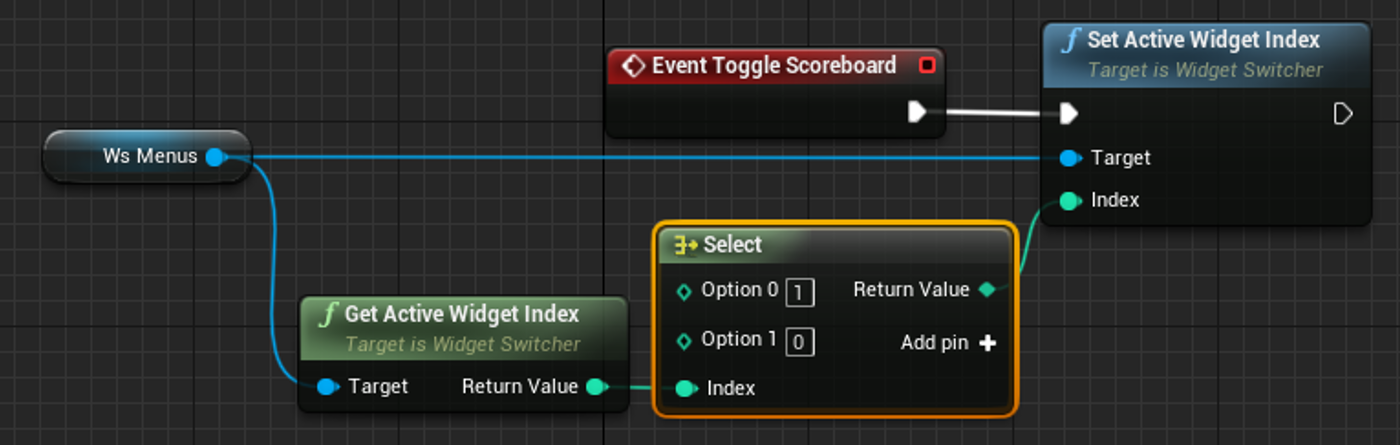 Event Toggle Scoreboard
Set Active Widget Index
Target is Widget Switcher
Ws Menus
Target
Index
Select
Option 0 1 Return Value
Option 1 0 Add pin
Index
Get Active Widget Index
Target is Widget Switcher
Target Return Value